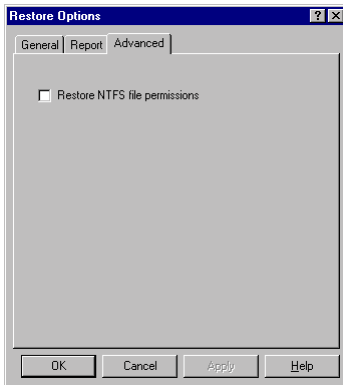 Restore Options
General Report Advanced
Restore NTFS file permissions
OK Cancel Apply Help